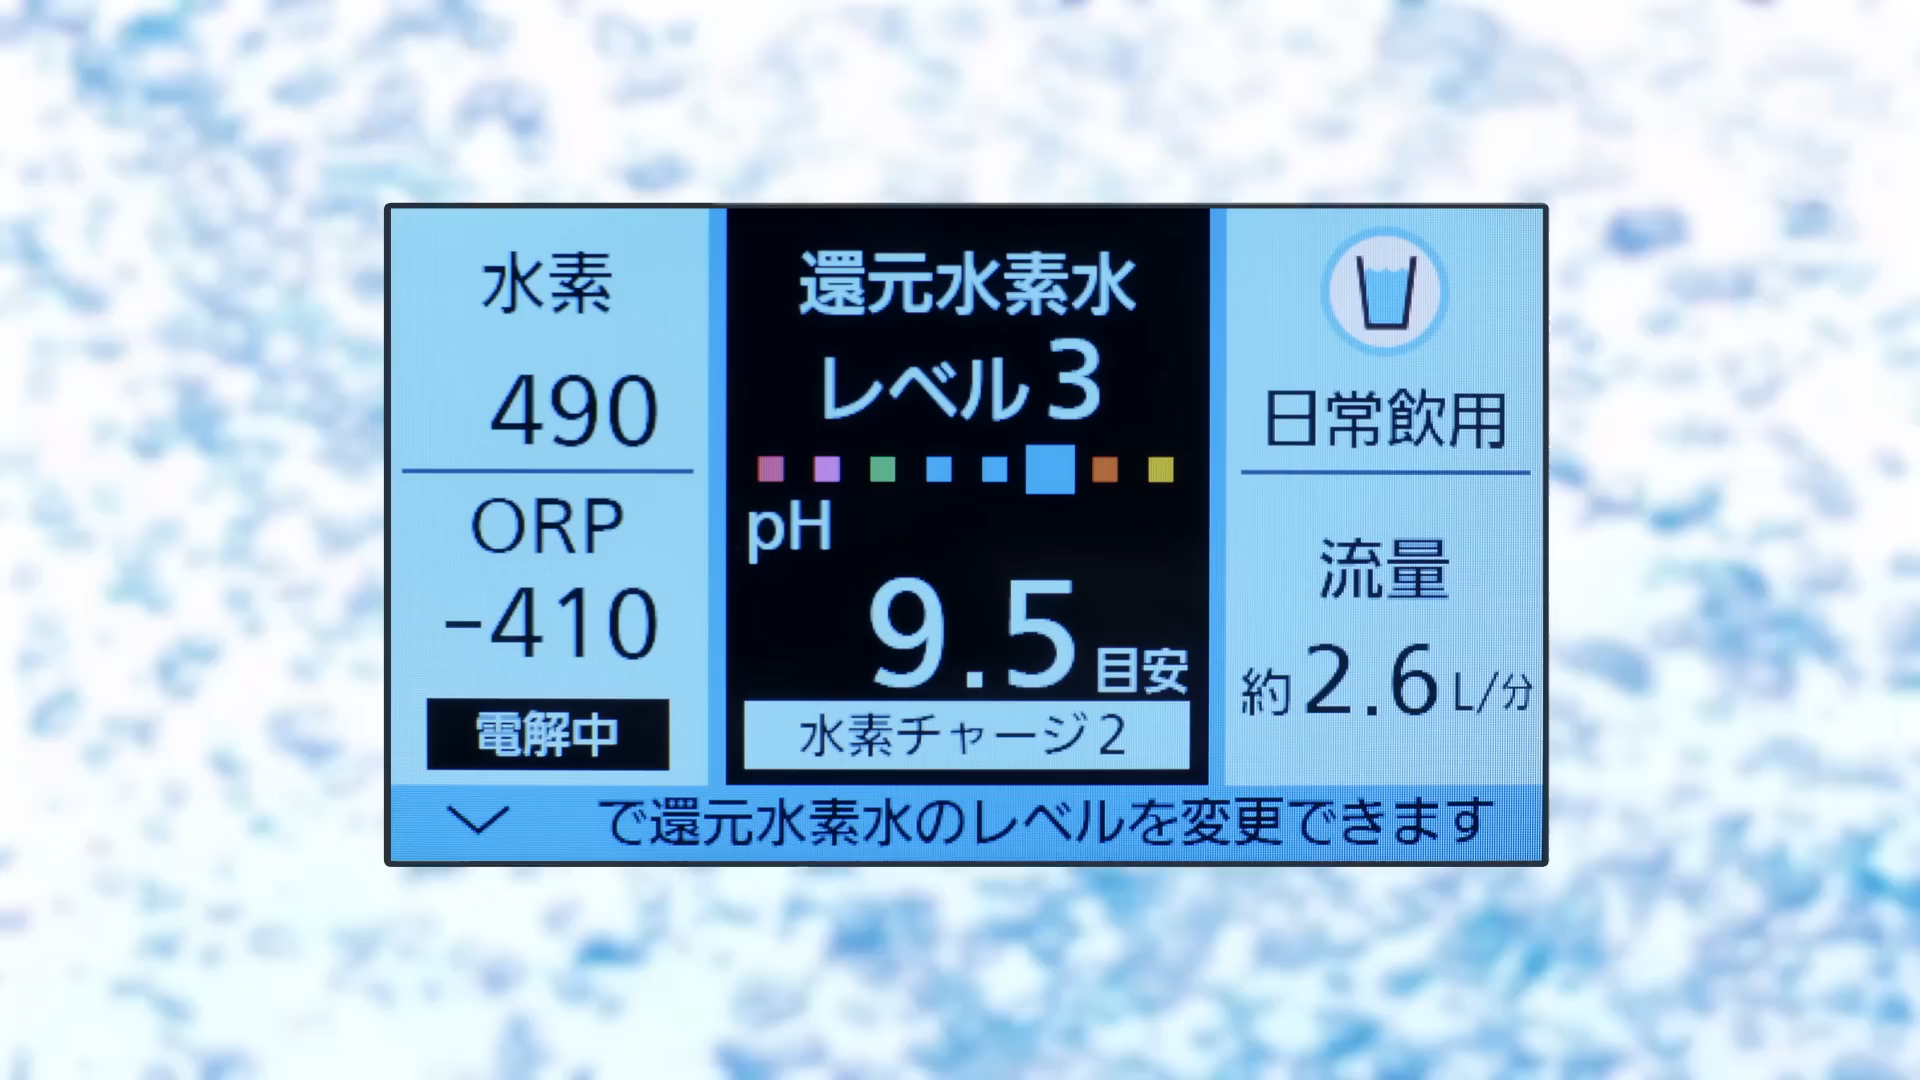 水素
490
ORP
-410
電解中
還元水素水
レベル3
pH
9.5目安
水素チャージ2
日常飲用
流量
約2.6L/分
で還元水素水のレベルを変更できます